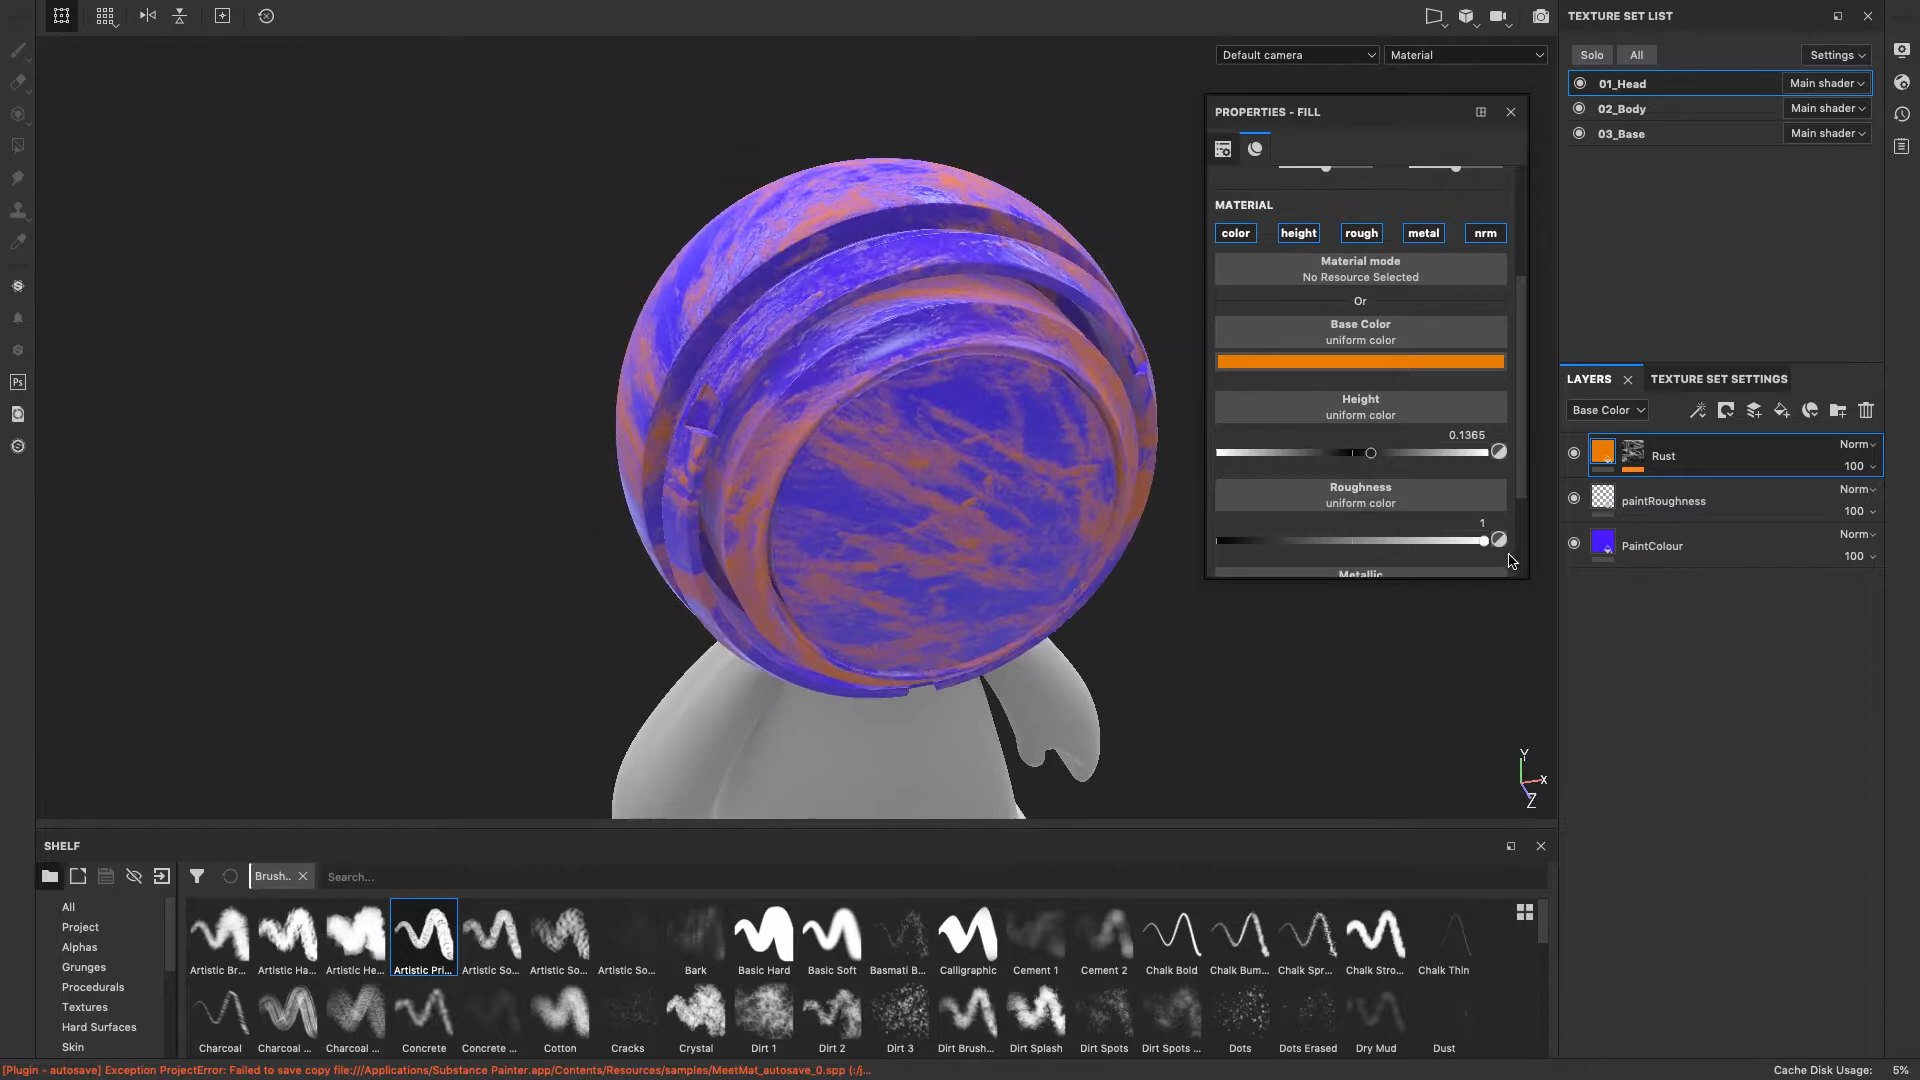 TEXTURE SET LIST
Default camera
Material
Solo
All
Settings
01_Head
Main shader
02_Body
Main shader
03_Base
Main shader
PROPERTIES - FILL
MATERIAL
color
height
rough
metal
nrm
Material mode
No Resource Selected
Or
Base Color
uniform color
Height
uniform color
0.1365
Roughness
uniform color
1
Metallic
LAYERS
TEXTURE SET SETTINGS
Base Color
Rust
Norm
100
paintRoughness
Norm
100
PaintColour
Norm
100
Ps
Y
X
Z
SHELF
Brush..
Search...
All
Project
Alphas
Grunges
Procedurals
Textures
Hard Surfaces
Skin
Artistic Br...
Artistic Ha...
Artistic He...
Artistic Pri...
Artistic So...
Artistic So...
Artistic So...
Bark
Basic Hard
Basic Soft
Basmati B...
Calligraphic
Cement 1
Cement 2
Chalk Bold
Chalk Bum...
Chalk Spr...
Chalk Stro...
Chalk Thin
Charcoal
Charcoal ...
Charcoal ...
Concrete
Concrete ...
Cotton
Cracks
Crystal
Dirt 1
Dirt 2
Dirt 3
Dirt Brush...
Dirt Splash
Dirt Spots
Dirt Spots ...
Dots
Dots Erased
Dry Mud
Dust
[Plugin - autosave] Exception ProjectError: Failed to save copy file:///Applications/Substance Painter.app/Contents/Resources/samples/MeetMat_autosave_0.spp (:/j...
Cache Disk Usage:
5%